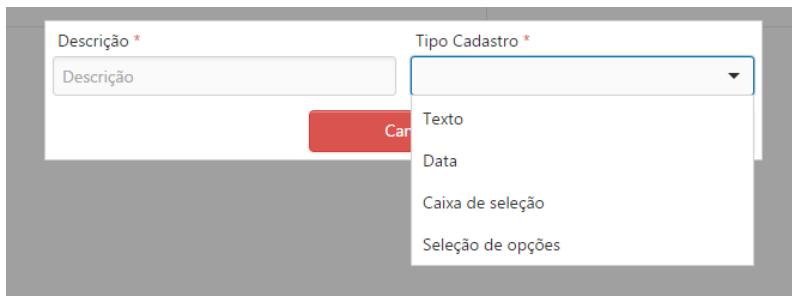 Descrição * Tipo Cadastro *
Descrição
Texto
Data
Caixa de seleção
Seleção de opções